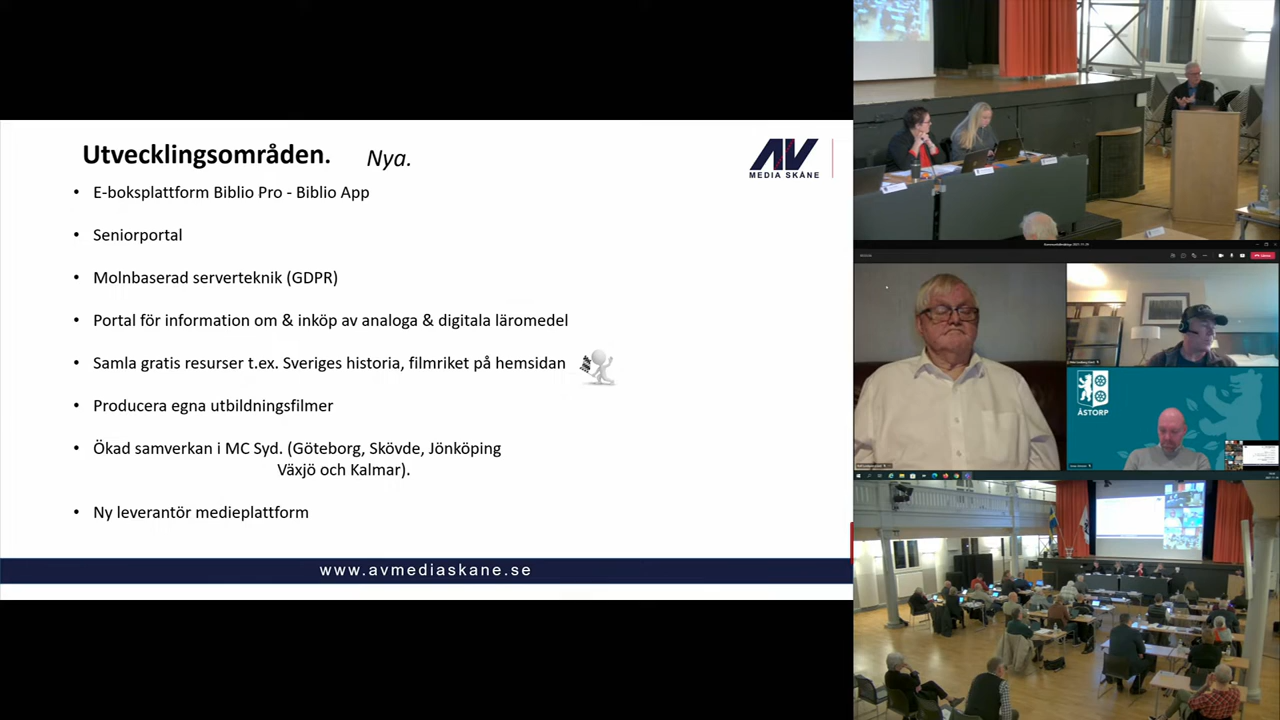 Utvecklingsområden. Nya.
AV
MEDIA SKÅNE
• E-boksplattform Biblio Pro - Biblio App
• Seniorportal
• Molnbaserad serverteknik (GDPR)
• Portal för information om & inköp av analoga & digitala läromedel
• Samla gratis resurser t.ex. Sveriges historia, filmriket på hemsidan
• Producera egna utbildningsfilmer
• Ökad samverkan i MC Syd. (Göteborg, Skövde, Jönköping
Växjö och Kalmar).
• Ny leverantör medieplattform
www.avmediaskane.se
ÅSTORP